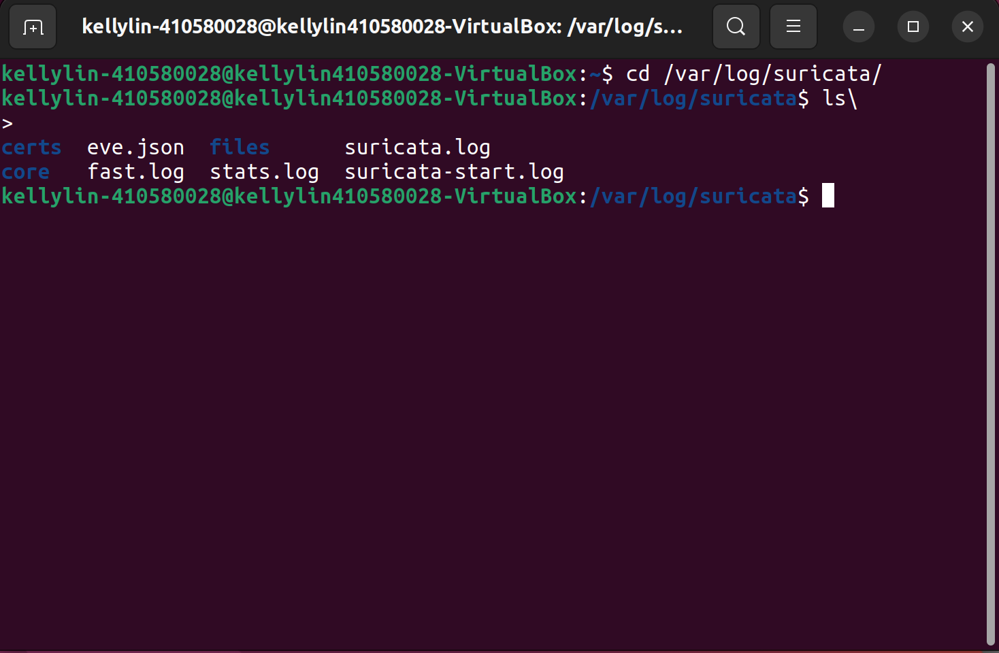 kellylin-410580028@kellylin410580028-VirtualBox: /var/log/s...
kellylin-410580028@kellylin410580028-VirtualBox:~$ cd /var/log/suricata/
kellylin-410580028@kellylin410580028-VirtualBox:/var/log/suricata$ ls\
>
certs  eve.json  files      suricata.log
core   fast.log  stats.log  suricata-start.log
kellylin-410580028@kellylin410580028-VirtualBox:/var/log/suricata$